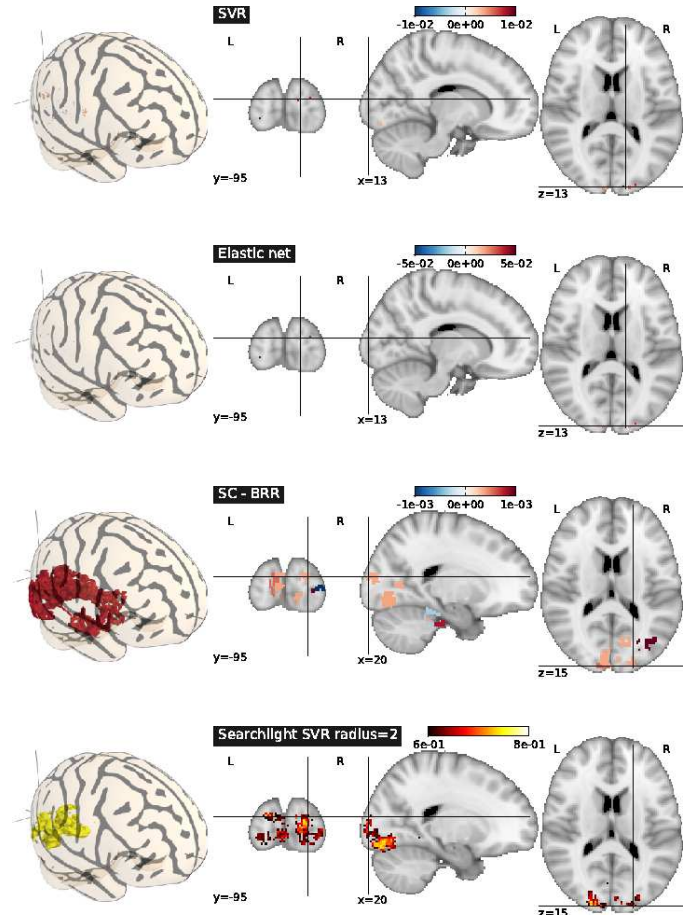 SVR
-1e-02 0e+00 1e-02
L R L R
y=-95 x=13 z=13
Elastic net
-5e-02 0e+00 5e-02
L R L R
y=-95 x=13 z=13
SC - BRR
-1e-03 0e+00 1e-03
L R L R
y=-95 x=20 z=15
Searchlight SVR radius=2
6e-01 8e-01
L R L R
y=-95 x=20 z=15